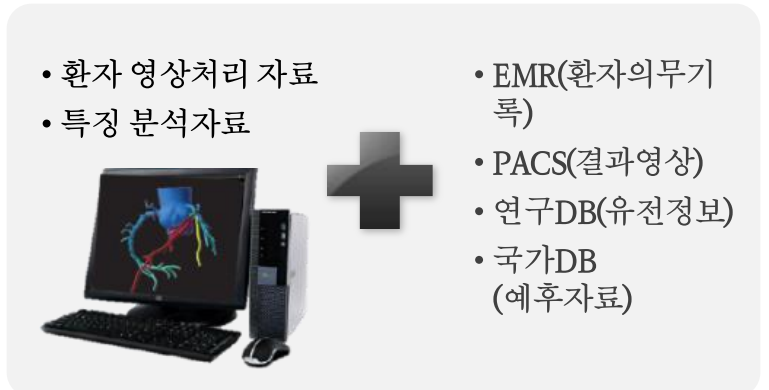 • 환자 영상처리 자료
• 특징 분석자료
• EMR(환자의무기
록)
• PACS(결과영상)
• 연구DB(유전정보)
• 국가DB
(예후자료)